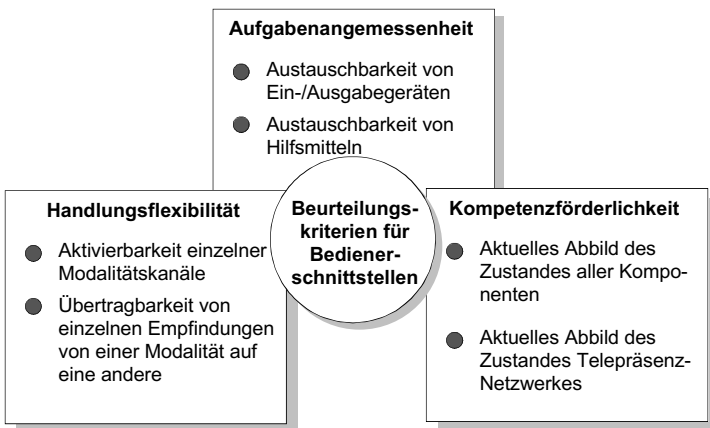 Aufgabenangemessenheit
Austauschbarkeit von
Ein-/Ausgabegeräten
Austauschbarkeit von
Hilfsmitteln
Beurteilungs-
kriterien für
Bediener-
schnittstellen
Handlungsflexibilität
Aktivierbarkeit einzelner
Modalitätskanäle
Übertragbarkeit von
einzelnen Empfindungen
von einer Modalität auf
eine andere
Kompetenzförderlichkeit
Aktuelles Abbild des
Zustandes aller Kompo-
nenten
Aktuelles Abbild des
Zustandes Telepräsenz-
Netzwerkes